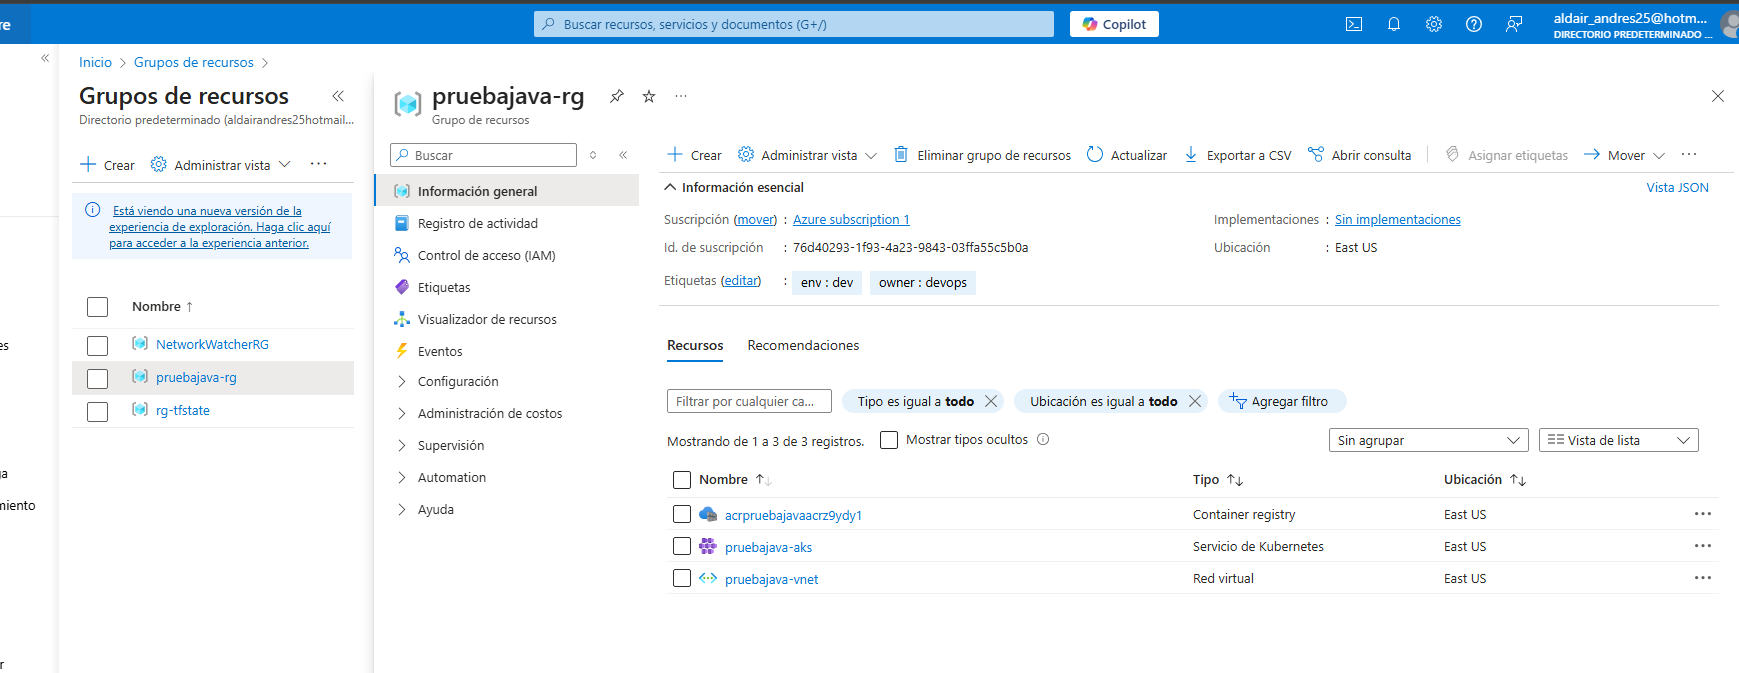 re
Buscar recursos, servicios y documentos (G+/)
Copilot
aldair_andres25@hotm...
DIRECTORIO PREDETERMINADO ...
Inicio > Grupos de recursos >
Grupos de recursos
Directorio predeterminado (aldairandres25hotmail...
Crear
Administrar vista
...
Está viendo una nueva versión de la
experiencia de exploración. Haga clic aquí
para acceder a la experiencia anterior.
Nombre ↑
NetworkWatcherRG
pruebajava-rg
rg-tfstate
es
ga
miento
r
pruebajava-rg
...
Grupo de recursos
Buscar
Información general
Registro de actividad
Control de acceso (IAM)
Etiquetas
Visualizador de recursos
Eventos
Configuración
Administración de costos
Supervisión
Automation
Ayuda
Crear
Administrar vista
Eliminar grupo de recursos
Actualizar
Exportar a CSV
Abrir consulta
Asignar etiquetas
Mover
...
Información esencial
Vista JSON
Suscripción (mover) : Azure subscription 1
Implementaciones : Sin implementaciones
Id. de suscripción : 76d40293-1f93-4a23-9843-03ffa55c5b0a
Ubicación : East US
Etiquetas (editar) : env : dev owner : devops
Recursos
Recomendaciones
Filtrar por cualquier ca...
Tipo es igual a todo
Ubicación es igual a todo
Agregar filtro
Mostrando de 1 a 3 de 3 registros.
Mostrar tipos ocultos
Sin agrupar
Vista de lista
Nombre ↑↓ Tipo ↑↓ Ubicación ↑↓
acrpruebajavaacrz9ydy1 Container registry East US ...
pruebajava-aks Servicio de Kubernetes East US ...
pruebajava-vnet Red virtual East US ...